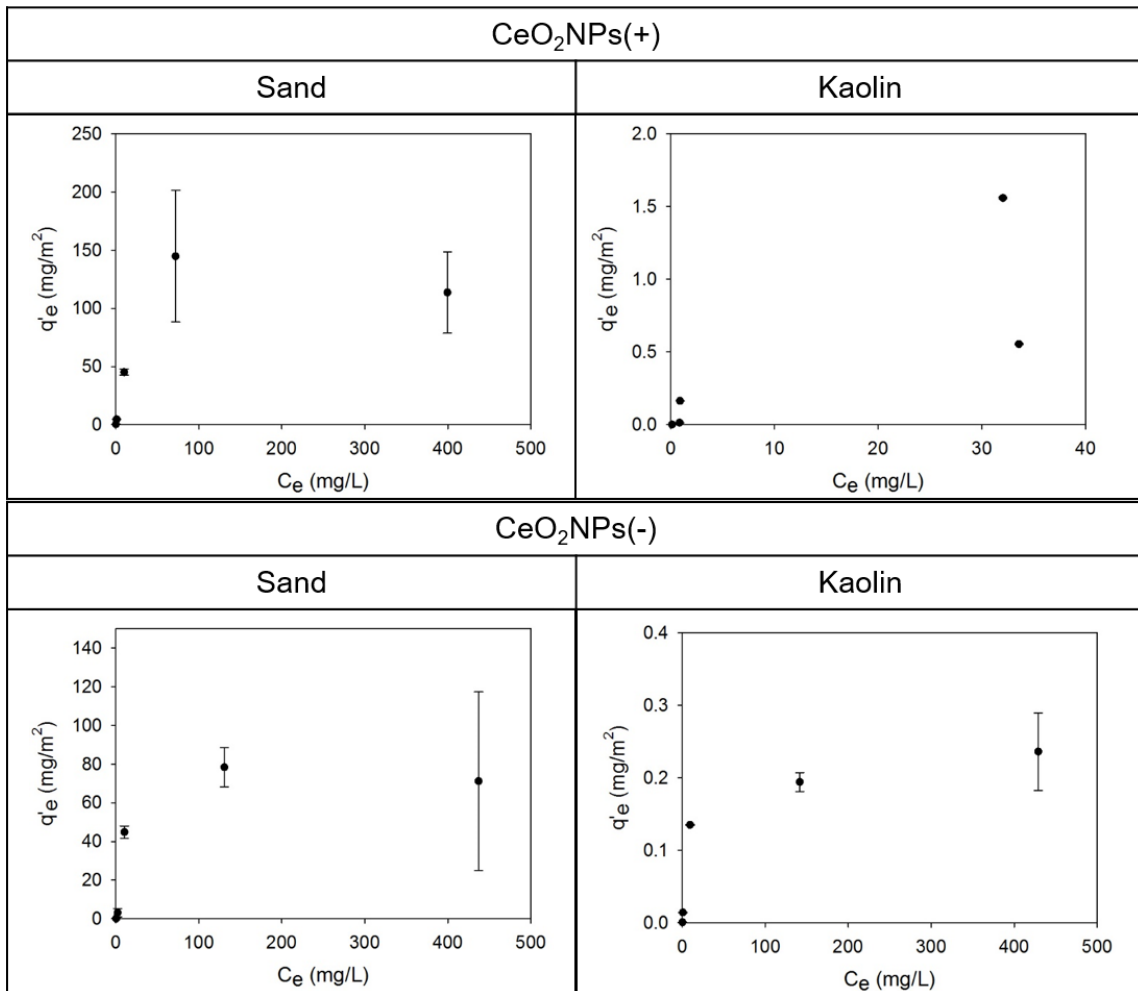 CeO₂NPs(+)
Sand
Kaolin
250
200
150
100
50
0
q'e (mg/m²)
0 100 200 300 400 500
Ce (mg/L)
2.0
1.5
1.0
0.5
0.0
q'e (mg/m²)
0 10 20 30 40
Ce (mg/L)
CeO₂NPs(-)
Sand
Kaolin
140
120
100
80
60
40
20
0
q'e (mg/m²)
0 100 200 300 400 500
Ce (mg/L)
0.4
0.3
0.2
0.1
0.0
q'e (mg/m²)
0 100 200 300 400 500
Ce (mg/L)